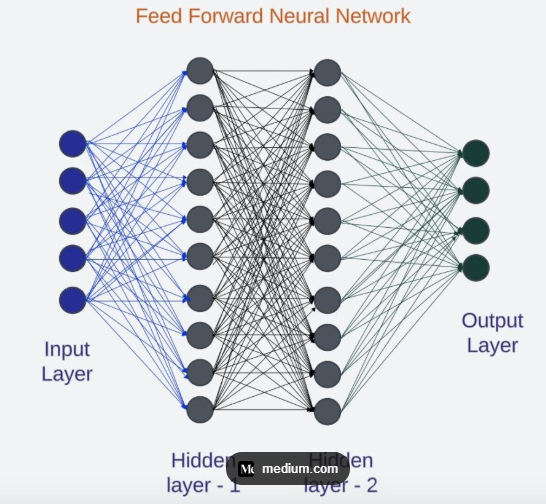 Feed Forward Neural Network
Input
Layer
Output
Layer
Hidden
layer - 1
Hidden
layer - 2
medium.com